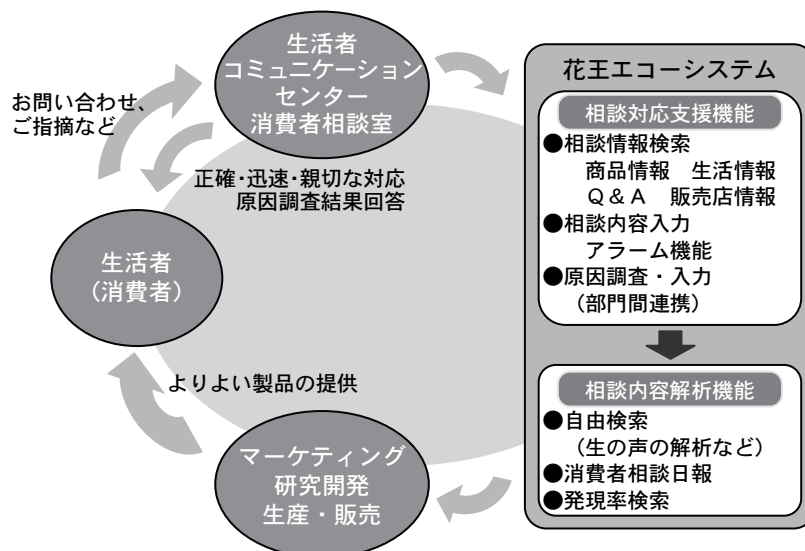 生活者
コミュニケーション
センター
消費者相談室
お問い合わせ、
ご指摘など
正確・迅速・親切な対応
原因調査結果回答
生活者
（消費者）
よりよい製品の提供
マーケティング
研究開発
生産・販売
花王エコーシステム
相談対応支援機能
●相談情報検索
商品情報　生活情報
Ｑ＆Ａ　販売店情報
●相談内容入力
アラーム機能
●原因調査・入力
（部門間連携）
相談内容解析機能
●自由検索
（生の声の解析など）
●消費者相談日報
●発現率検索